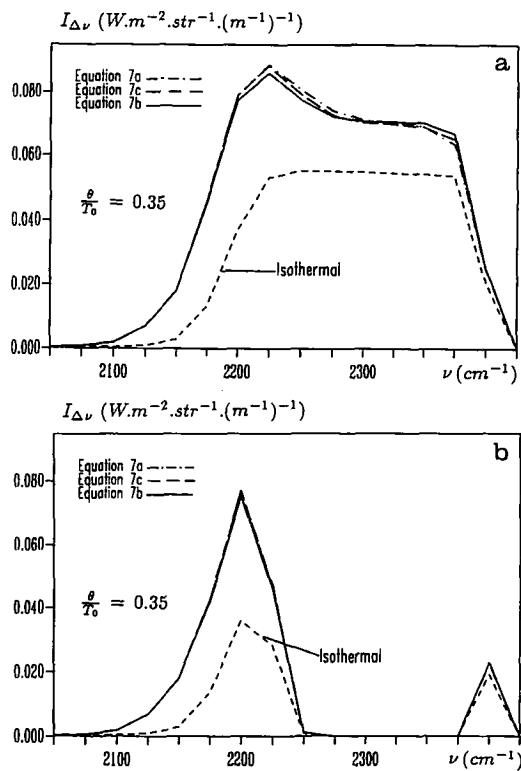 I_{Δν} (W.m^{-2}.str^{-1}.(m^{-1})^{-1})
a
Equation 7a
Equation 7c
Equation 7b
0.080
0.060
θ/T₀ = 0.35
0.040
0.020
Isothermal
0.000
2100 2200 2300 ν (cm^{-1})
I_{Δν} (W.m^{-2}.str^{-1}.(m^{-1})^{-1})
b
Equation 7a
Equation 7c
Equation 7b
0.080
0.060
θ/T₀ = 0.35
0.040
Isothermal
0.020
0.000
2100 2200 2300 ν (cm^{-1})